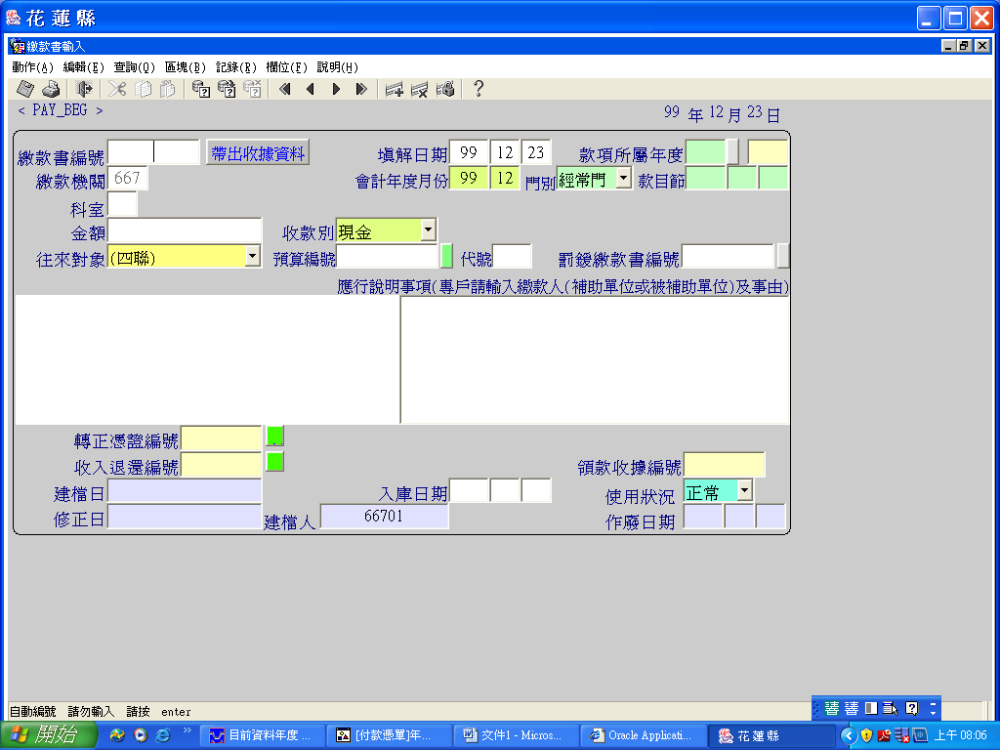 花蓮縣
繳款書輸入
動作(A) 編輯(E) 查詢(Q) 區塊(B) 記錄(R) 欄位(F) 說明(H)
< PAY_BEG > 99 年 12 月 23 日
繳款書編號 帶出收據資料 填解日期 99 12 23 款項所屬年度
繳款機關 667 會計年度月份 99 12 門別 經常門 款目節
科室
金額 收款別 現金
往來對象 (四聯) 預算編號 代號 罰鍰繳款書編號
應行說明事項(專戶請輸入繳款人(補助單位或被補助單位)及事由)
轉正憑證編號 ..
收入退還編號 領款收據編號
建檔日 入庫日期 使用狀況 正常
修正日 建檔人 66701 作廢日期
自動編號 請勿輸入 請按 enter
開始 » 目前資料年度 ... [付款憑單]年... 文件1 - Micros... Oracle Applicati... 花蓮縣 上午 08:06